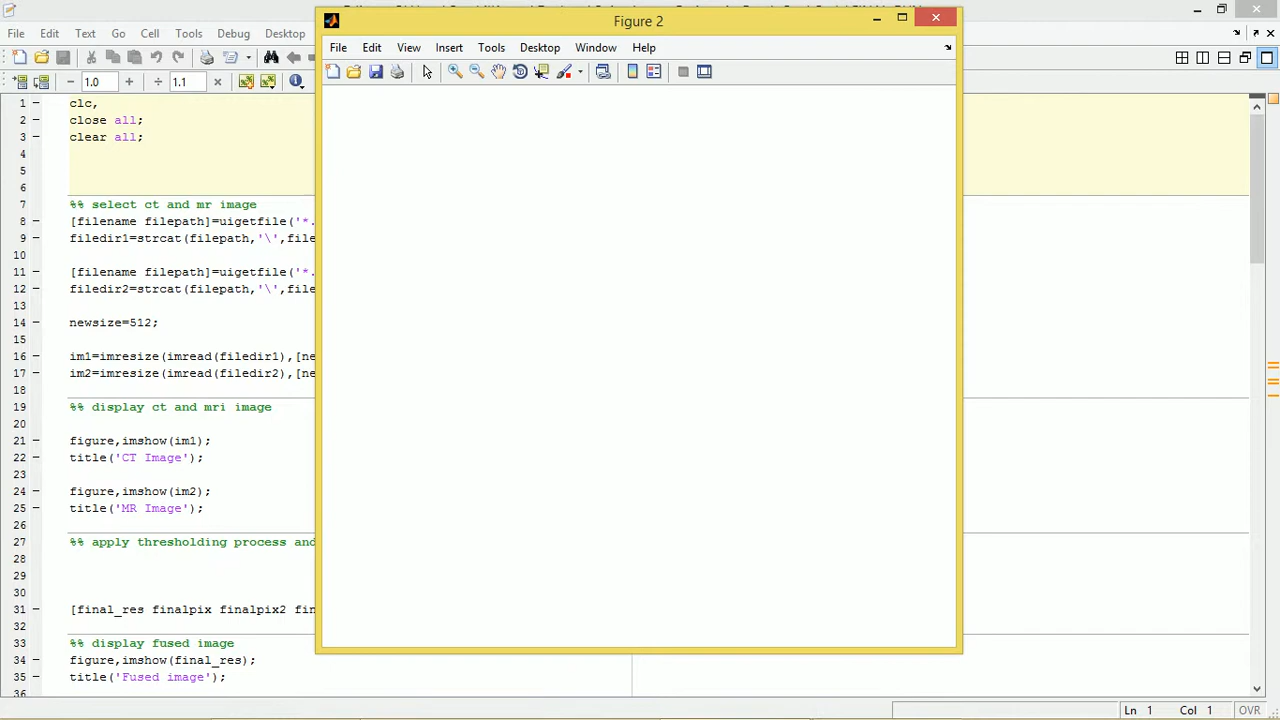 Figure 2
File Edit Text Go Cell Tools Debug Desktop
File Edit View Insert Tools Desktop Window Help
1.0 1.1
1 clc,
2 close all;
3 clear all;
4
5
6
7 %% select ct and mr image
8 [filename filepath]=uigetfile('*.
9 filedir1=strcat(filepath,'\',file
10
11 [filename filepath]=uigetfile('*.
12 filedir2=strcat(filepath,'\',file
13
14 newsize=512;
15
16 im1=imresize(imread(filedir1),[ne
17 im2=imresize(imread(filedir2),[ne
18
19 %% display ct and mri image
20
21 figure,imshow(im1);
22 title('CT Image');
23
24 figure,imshow(im2);
25 title('MR Image');
26
27 %% apply thresholding process and
28
29
30
31 [final_res finalpix finalpix2 fin
32
33 %% display fused image
34 figure,imshow(final_res);
35 title('Fused image');
36
Ln 1 Col 1 OVR